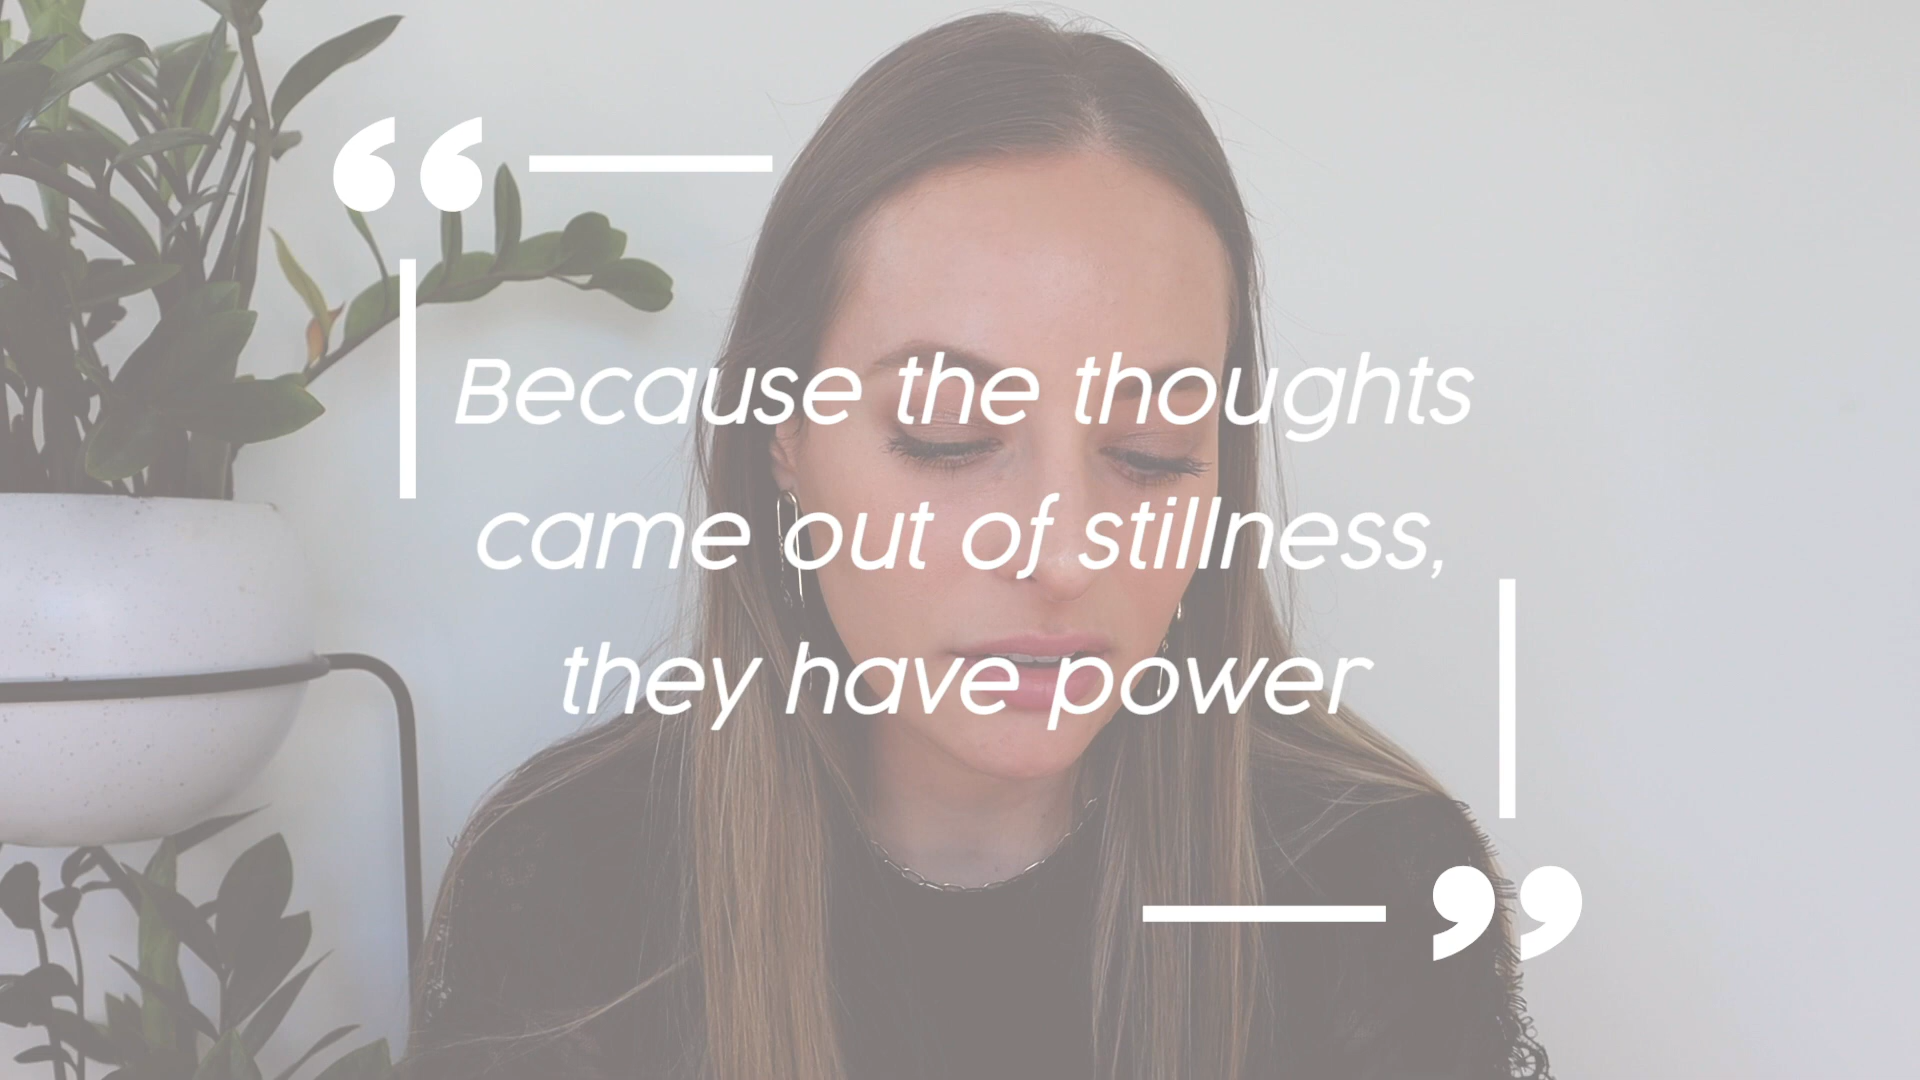 “
Because the thoughts
came out of stillness,
they have power
”